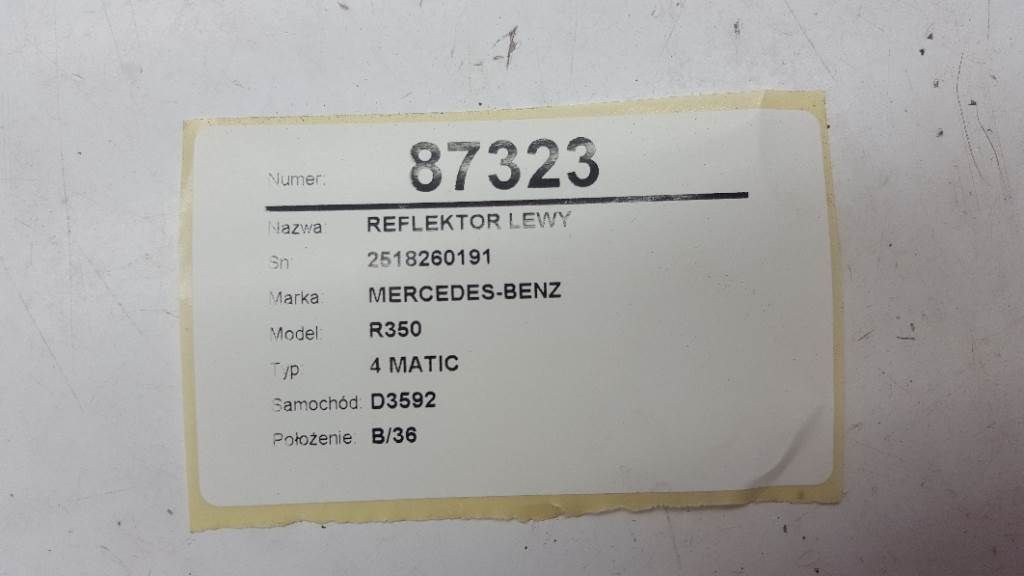 Numer: 87323
Nazwa: REFLEKTOR LEWY
Sn: 2518260191
Marka: MERCEDES-BENZ
Model: R350
Typ 4 MATIC
Samochód: D3592
Położenie: B/36